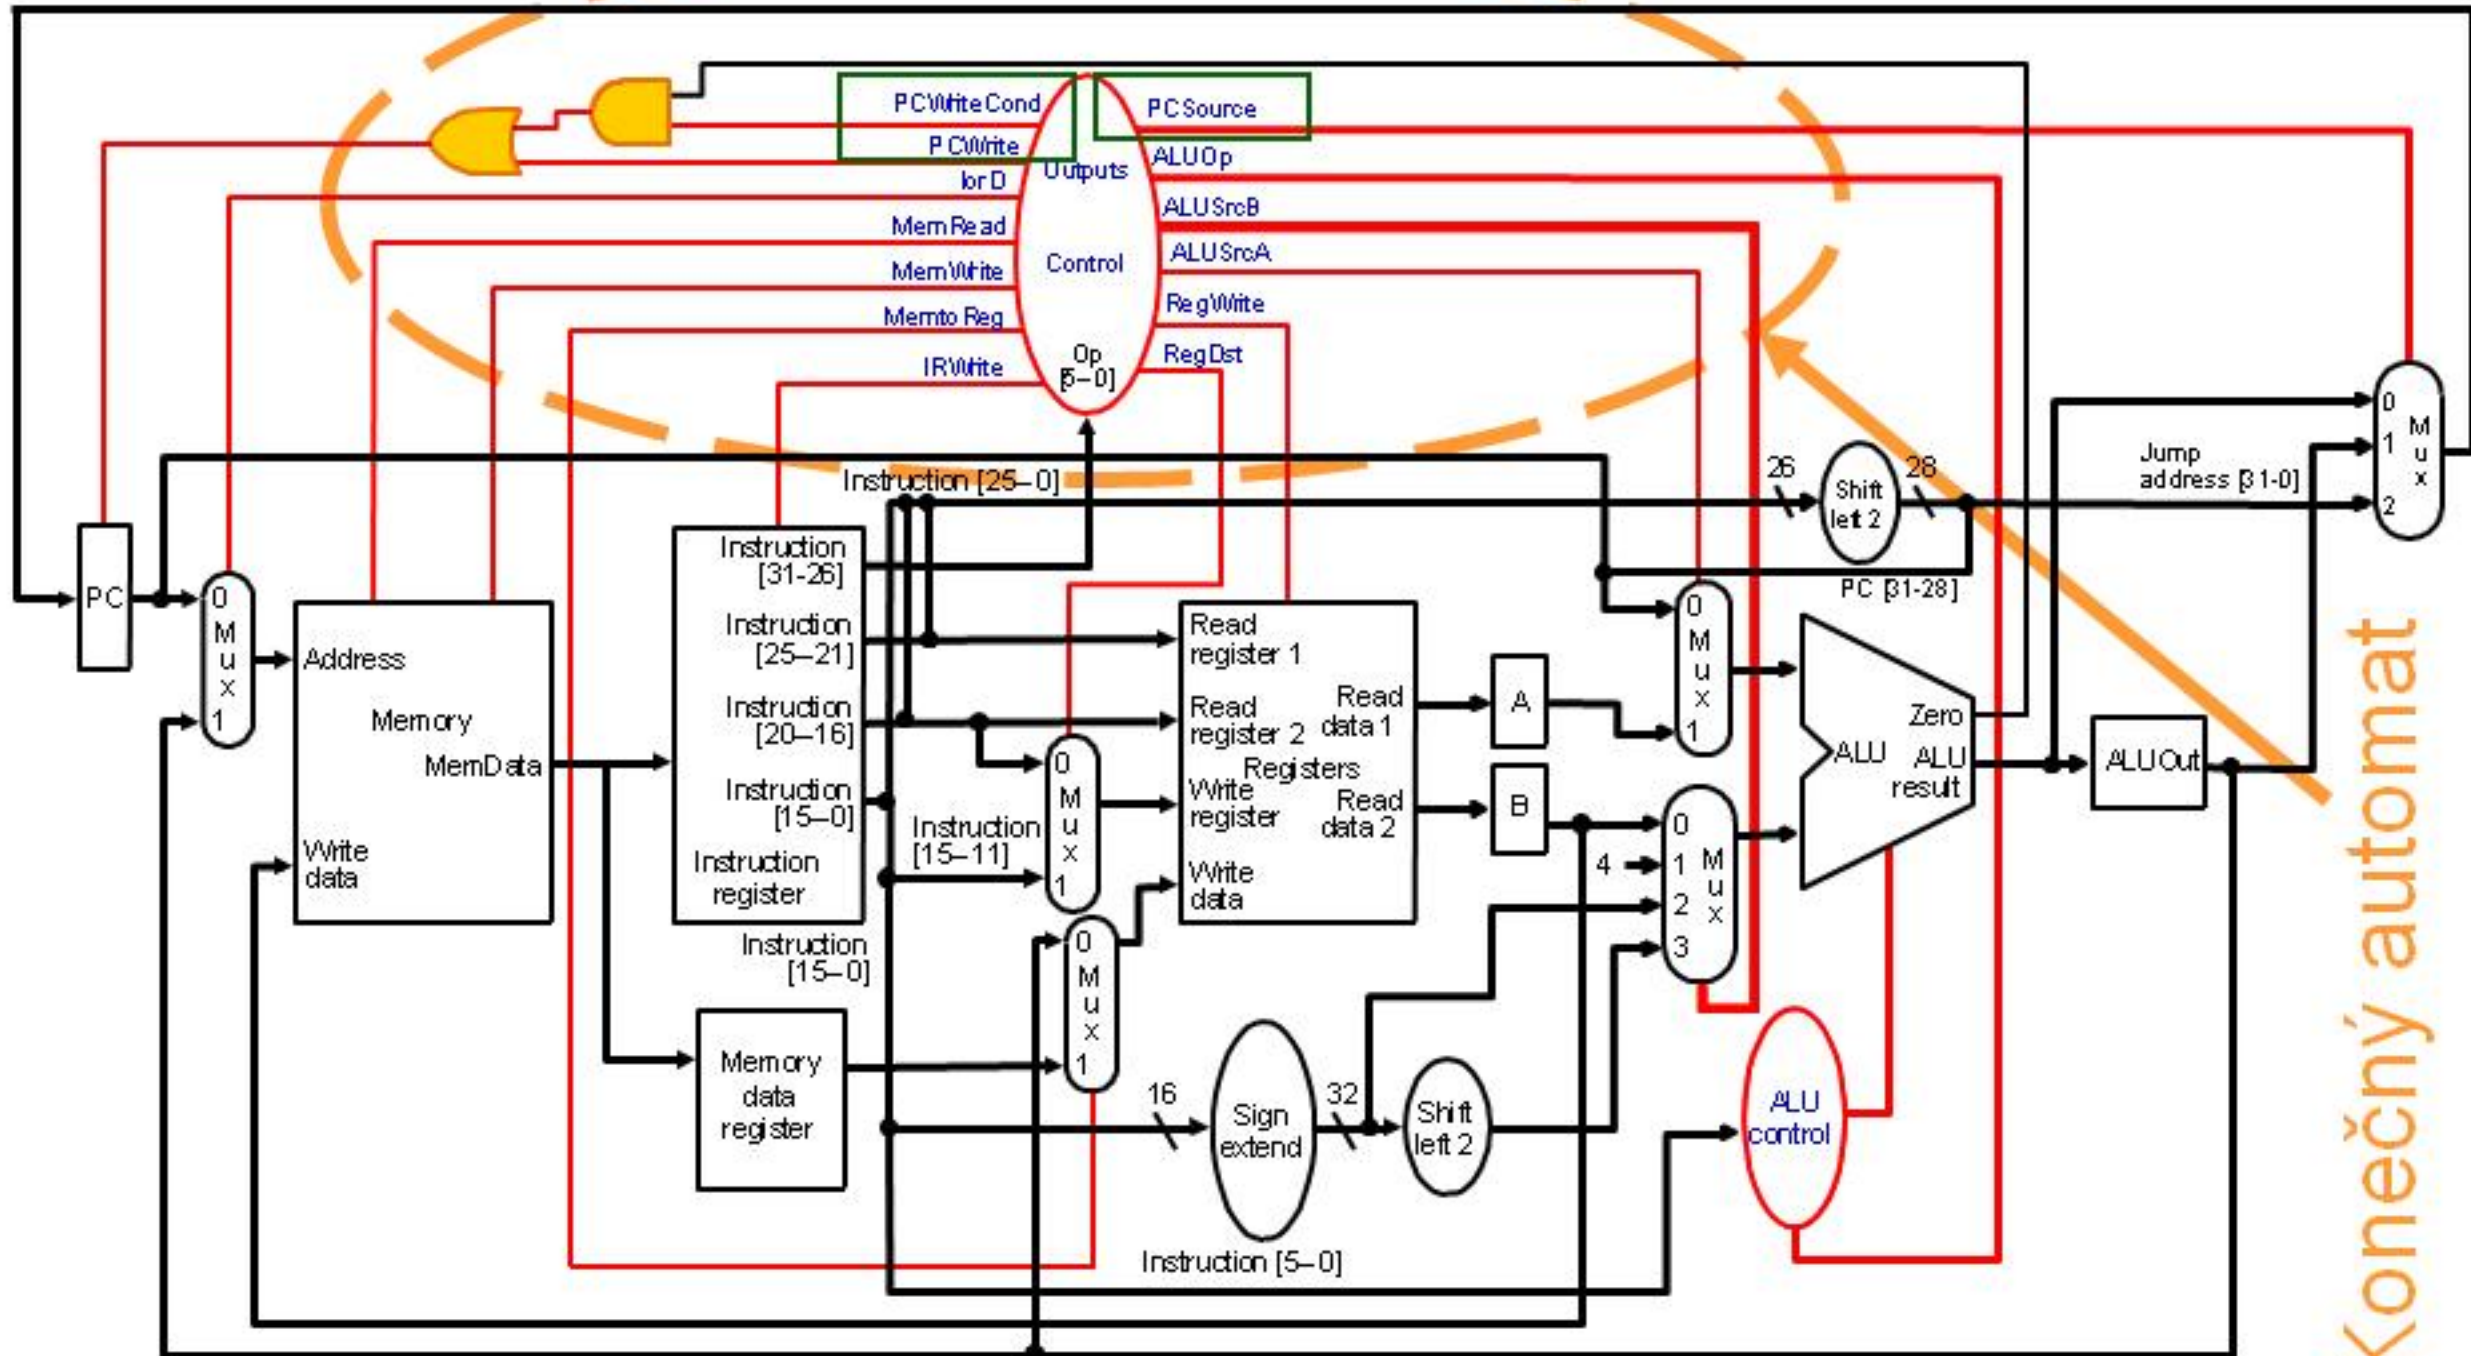 PCWriteCond
PCWrite
IorD
MemRead
MemWrite
MemtoReg
IRWrite
PCSource
ALUOp
ALUSrcB
ALUSrcA
RegWrite
RegDst
Outputs
Control
Op
[5–0]
Instruction [25–0]
26
Shift
left 2
28
Jump
address [31-0]
0
1
2
M
u
x
PC [31-28]
PC
0
M
u
x
1
Address
Memory
MemData
Write
data
Instruction
[31-26]
Instruction
[25–21]
Instruction
[20–16]
Instruction
[15–0]
Instruction
register
Instruction
[15–0]
Instruction
[15–11]
0
M
u
x
1
0
M
u
x
1
Memory
data
register
Read
register 1
Read
register 2
Registers
Write
register
Write
data
Read
data 1
Read
data 2
A
B
4
0
M
u
x
1
0
1
2
3
M
u
x
Zero
ALU
ALU
result
ALUOut
16
Sign
extend
32
Shift
left 2
ALU
control
Instruction [5–0]
Konečný automat